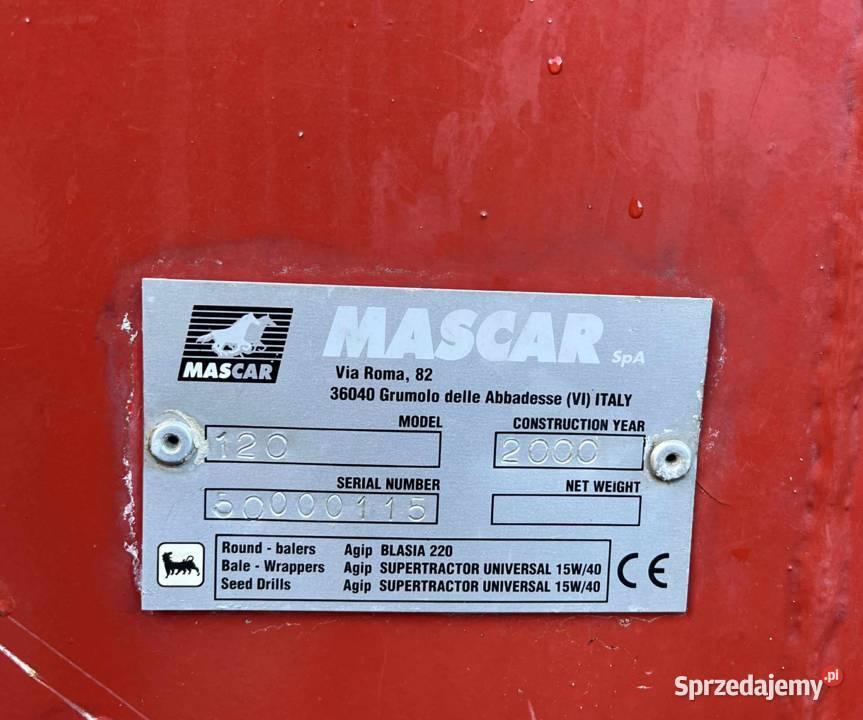 MASCAR
MASCAR SpA
Via Roma, 82
36040 Grumolo delle Abbadesse (VI) ITALY
MODEL
120
CONSTRUCTION YEAR
2000
SERIAL NUMBER
50000115
NET WEIGHT
Round - balers Agip BLASIA 220
Bale - Wrappers Agip SUPERTRACTOR UNIVERSAL 15W/40
Seed Drills Agip SUPERTRACTOR UNIVERSAL 15W/40
CE
Sprzedajemy.pl